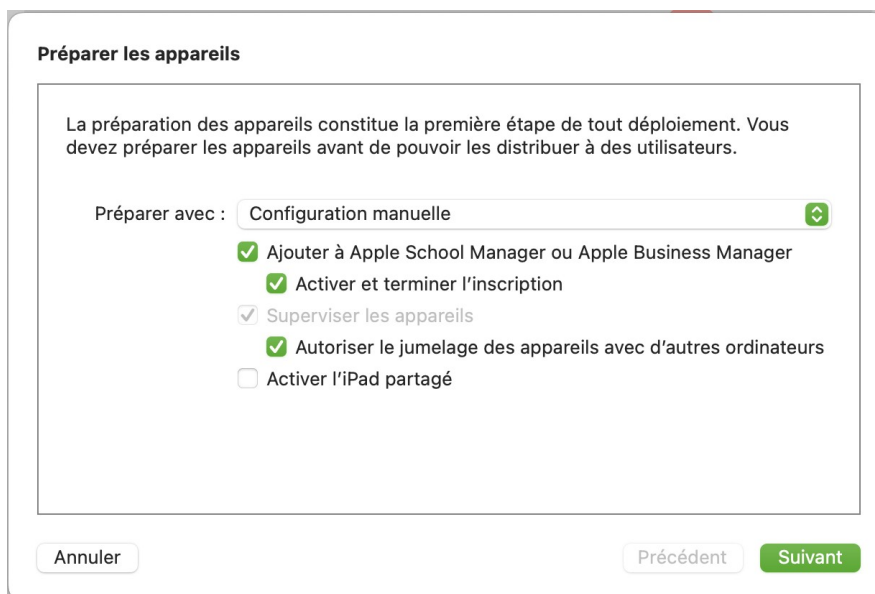 Préparer les appareils
La préparation des appareils constitue la première étape de tout déploiement. Vous
devez préparer les appareils avant de pouvoir les distribuer à des utilisateurs.
Préparer avec : Configuration manuelle
Ajouter à Apple School Manager ou Apple Business Manager
Activer et terminer l’inscription
Superviser les appareils
Autoriser le jumelage des appareils avec d’autres ordinateurs
Activer l’iPad partagé
Annuler Précédent Suivant